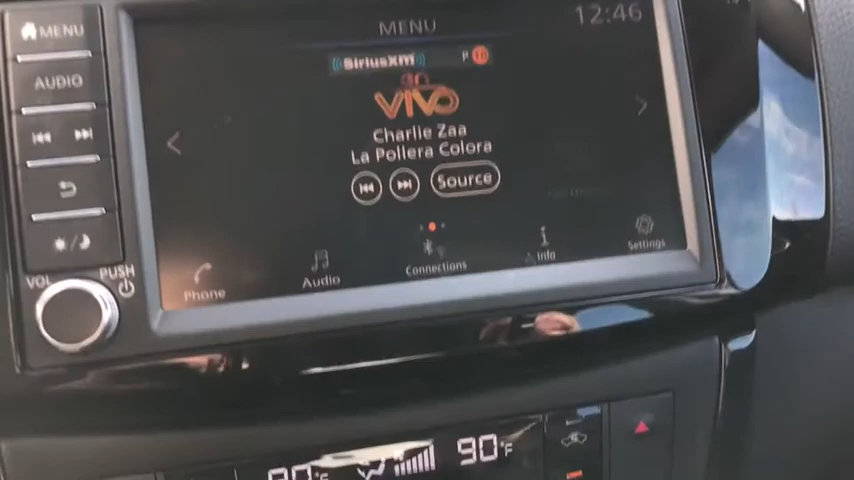 MENU
12:46
MENU
AUDIO
SiriusXM
P
en
VIVO
Charlie Zaa
La Pollera Colora
Source
VOL
PUSH
Phone
Audio
Connections
Info
Settings
90°F
90°F